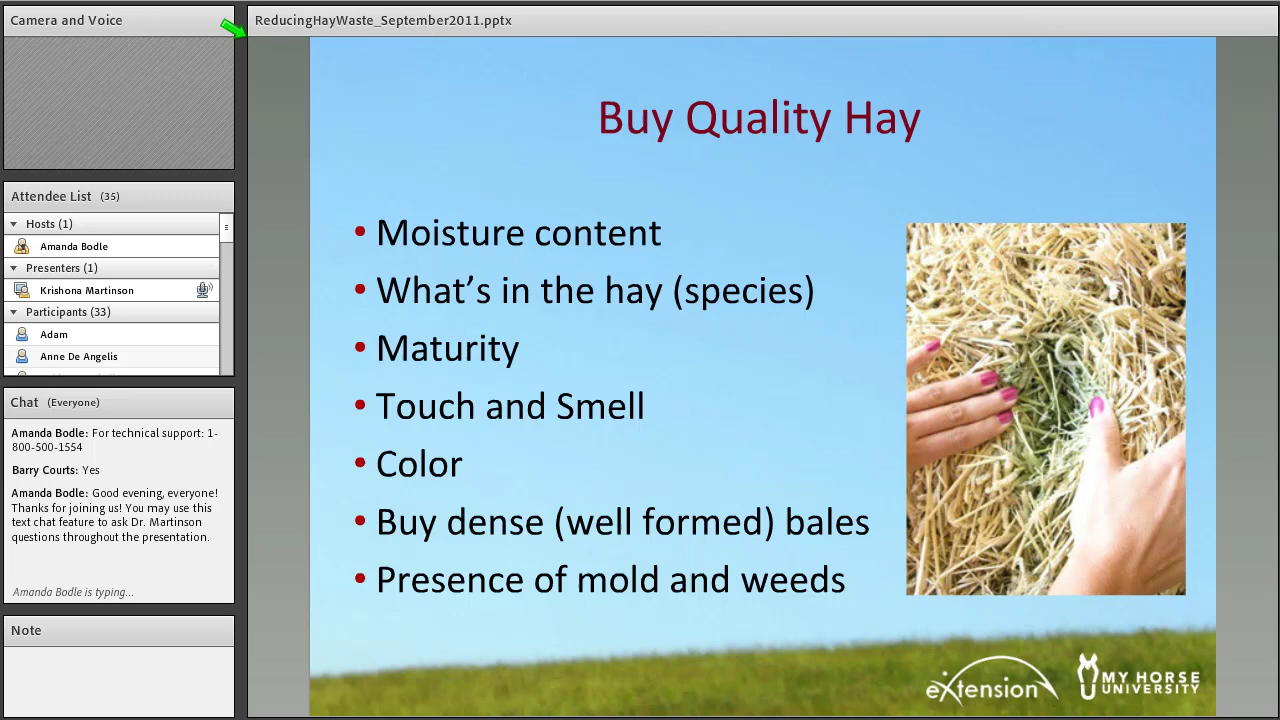 Camera and Voice
ReducingHayWaste_September2011.pptx
Attendee List (35)
Hosts (1)
Amanda Bodle
Presenters (1)
Krishona Martinson
Participants (33)
Adam
Anne De Angelis
Chat (Everyone)
Amanda Bodle: For technical support: 1-
800-500-1554
Barry Courts: Yes
Amanda Bodle: Good evening, everyone!
Thanks for joining us! You may use this
text chat feature to ask Dr. Martinson
questions throughout the presentation.
Amanda Bodle is typing...
Note
Buy Quality Hay
• Moisture content
• What's in the hay (species)
• Maturity
• Touch and Smell
• Color
• Buy dense (well formed) bales
• Presence of mold and weeds
eXtension
MY HORSE
UNIVERSITY